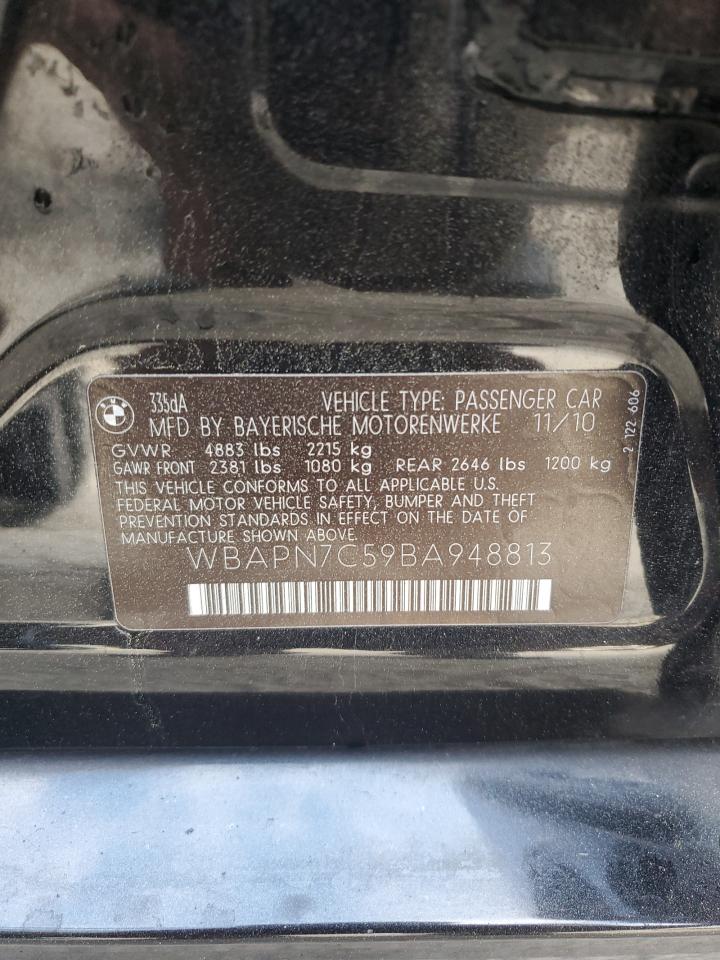 BMW
335dA VEHICLE TYPE: PASSENGER CAR
MFD BY BAYERISCHE MOTORENWERKE 11/10
GVWR 4883 lbs 2215 kg
GAWR FRONT 2381 lbs 1080 kg REAR 2646 lbs 1200 kg
THIS VEHICLE CONFORMS TO ALL APPLICABLE U.S.
FEDERAL MOTOR VEHICLE SAFETY, BUMPER AND THEFT
PREVENTION STANDARDS IN EFFECT ON THE DATE OF
MANUFACTURE SHOWN ABOVE.
WBAPN7C59BA948813
2 122 606